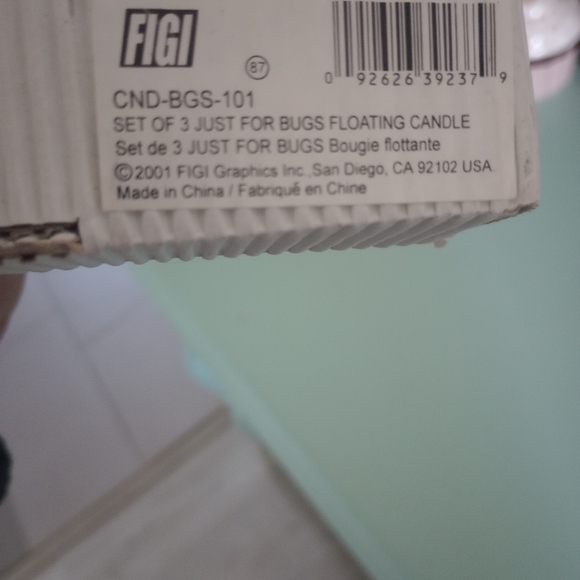 FIGI
87
0 92626 39237 9
CND-BGS-101
SET OF 3 JUST FOR BUGS FLOATING CANDLE
Set de 3 JUST FOR BUGS Bougie flottante
©2001 FIGI Graphics Inc.,San Diego, CA 92102 USA
Made in China / Fabriqué en Chine